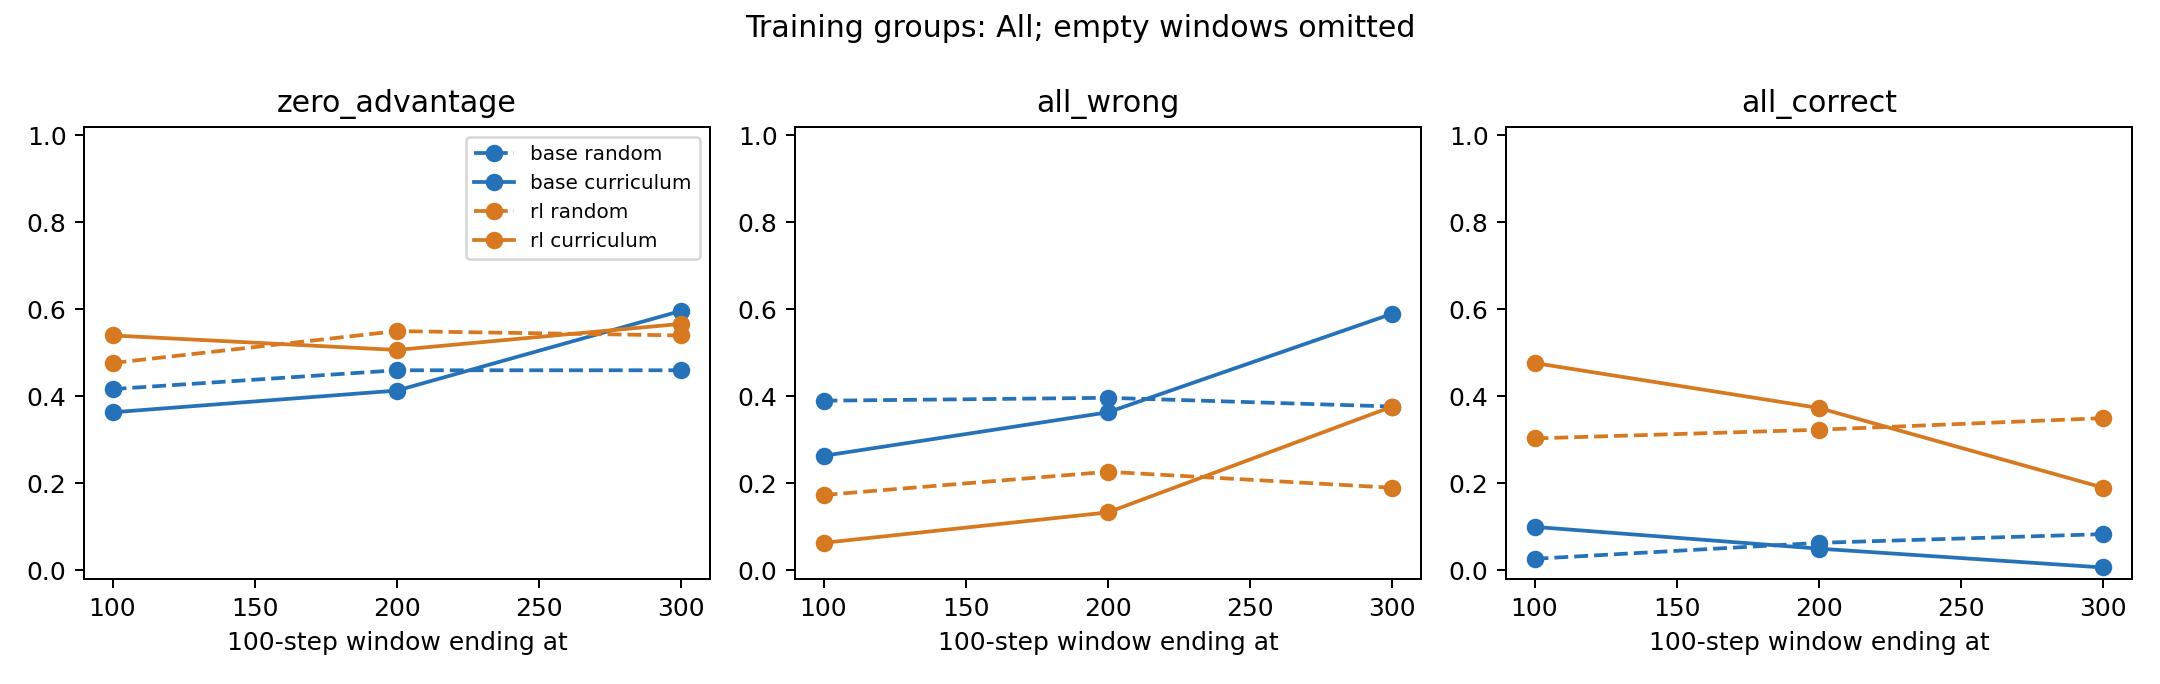 Training groups: All; empty windows omitted
zero_advantage
1.0
0.8
0.6
0.4
0.2
0.0
base random
base curriculum
rl random
rl curriculum
100 150 200 250 300
100-step window ending at
all_wrong
1.0
0.8
0.6
0.4
0.2
0.0
100 150 200 250 300
100-step window ending at
all_correct
1.0
0.8
0.6
0.4
0.2
0.0
100 150 200 250 300
100-step window ending at